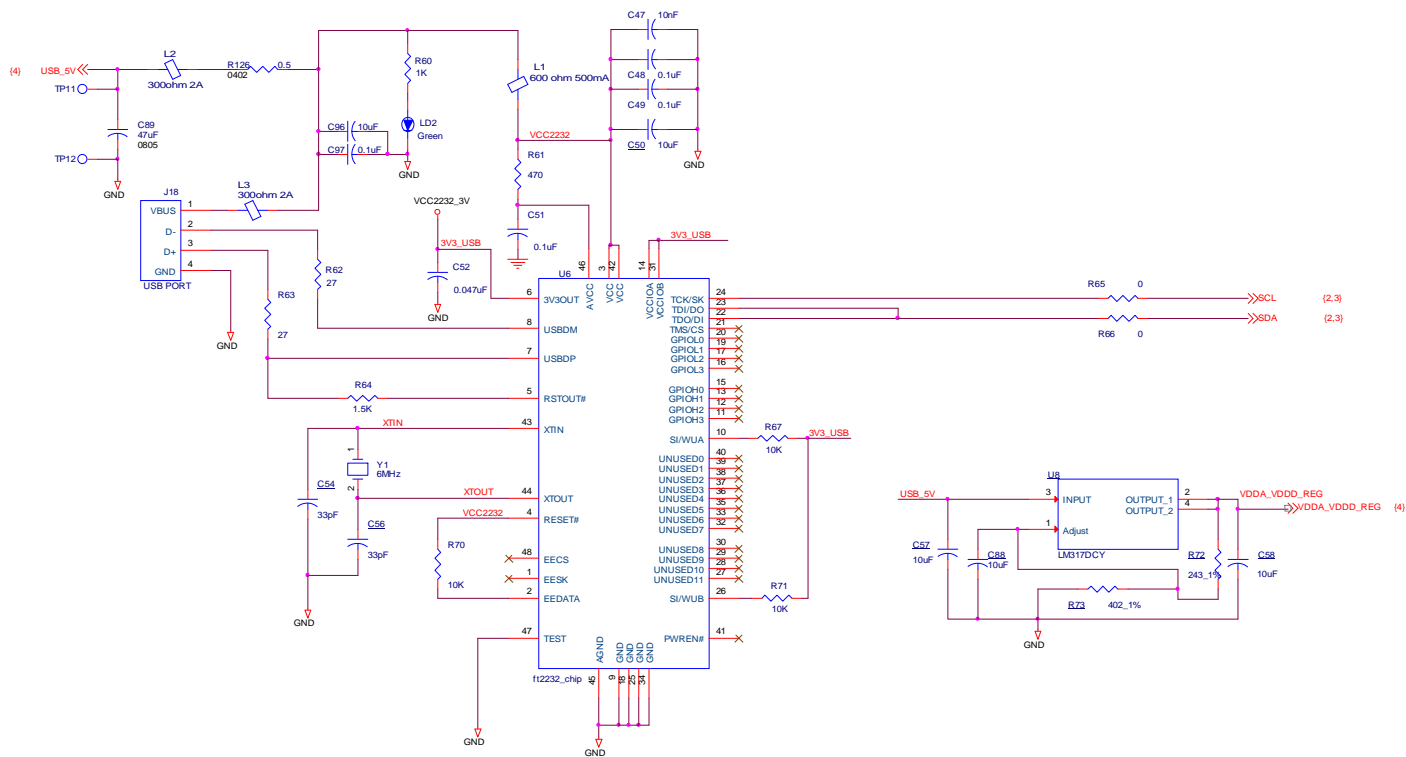 C47 10nF
C48 0.1uF
C49 0.1uF
C50 10uF
GND
{4} USB_5V
TP11
TP12
L2
300ohm 2A
R126 0.5
0402
C89
47uF
0805
GND
R60
1K
LD2
Green
C96 10uF
C97 0.1uF
GND
L1
600 ohm 500mA
VCC2232
R61
470
C51
0.1uF
J18
VBUS 1
D- 2
D+ 3
GND 4
USB PORT
L3
300ohm 2A
GND
VCC2232_3V
3V3_USB
C52
0.047uF
GND
R62
27
R63
27
R64
1.5K
XTIN
Y1
6MHz
1
2
C54
33pF
XTOUT
C56
33pF
GND
VCC2232
R70
10K
GND
U6
46 AVCC
3 VCC
42 VCC
14 VCCIOA
31 VCCIOB
3V3_USB
6 3V3OUT
8 USBDM
7 USBDP
5 RSTOUT#
43 XTIN
44 XTOUT
4 RESET#
48 EECS
1 EESK
2 EEDATA
47 TEST
TCK/SK 24
TDI/DO 23
TDO/DI 22
TMS/CS 21
GPIOL0 20
GPIOL1 19
GPIOL2 17
GPIOL3 16
GPIOH0 15
GPIOH1 13
GPIOH2 12
GPIOH3 11
SI/WUA 10
UNUSED0 40
UNUSED1 39
UNUSED2 38
UNUSED3 37
UNUSED4 36
UNUSED5 35
UNUSED6 33
UNUSED7 32
UNUSED8 30
UNUSED9 29
UNUSED10 28
UNUSED11 27
SI/WUB 26
PWREN# 41
AGND 45
GND 9
GND 18
GND 25
GND 34
ft2232_chip
GND
R65 0
SCL {2,3}
SDA {2,3}
R66 0
R67
10K
3V3_USB
R71
10K
U8
USB_5V
3 INPUT
1 Adjust
OUTPUT_1 2
OUTPUT_2 4
LM317DCY
VDDA_VDDD_REG
VDDA_VDDD_REG {4}
C57
10uF
C88
10uF
R72
243_1%
C58
10uF
R73 402_1%
GND